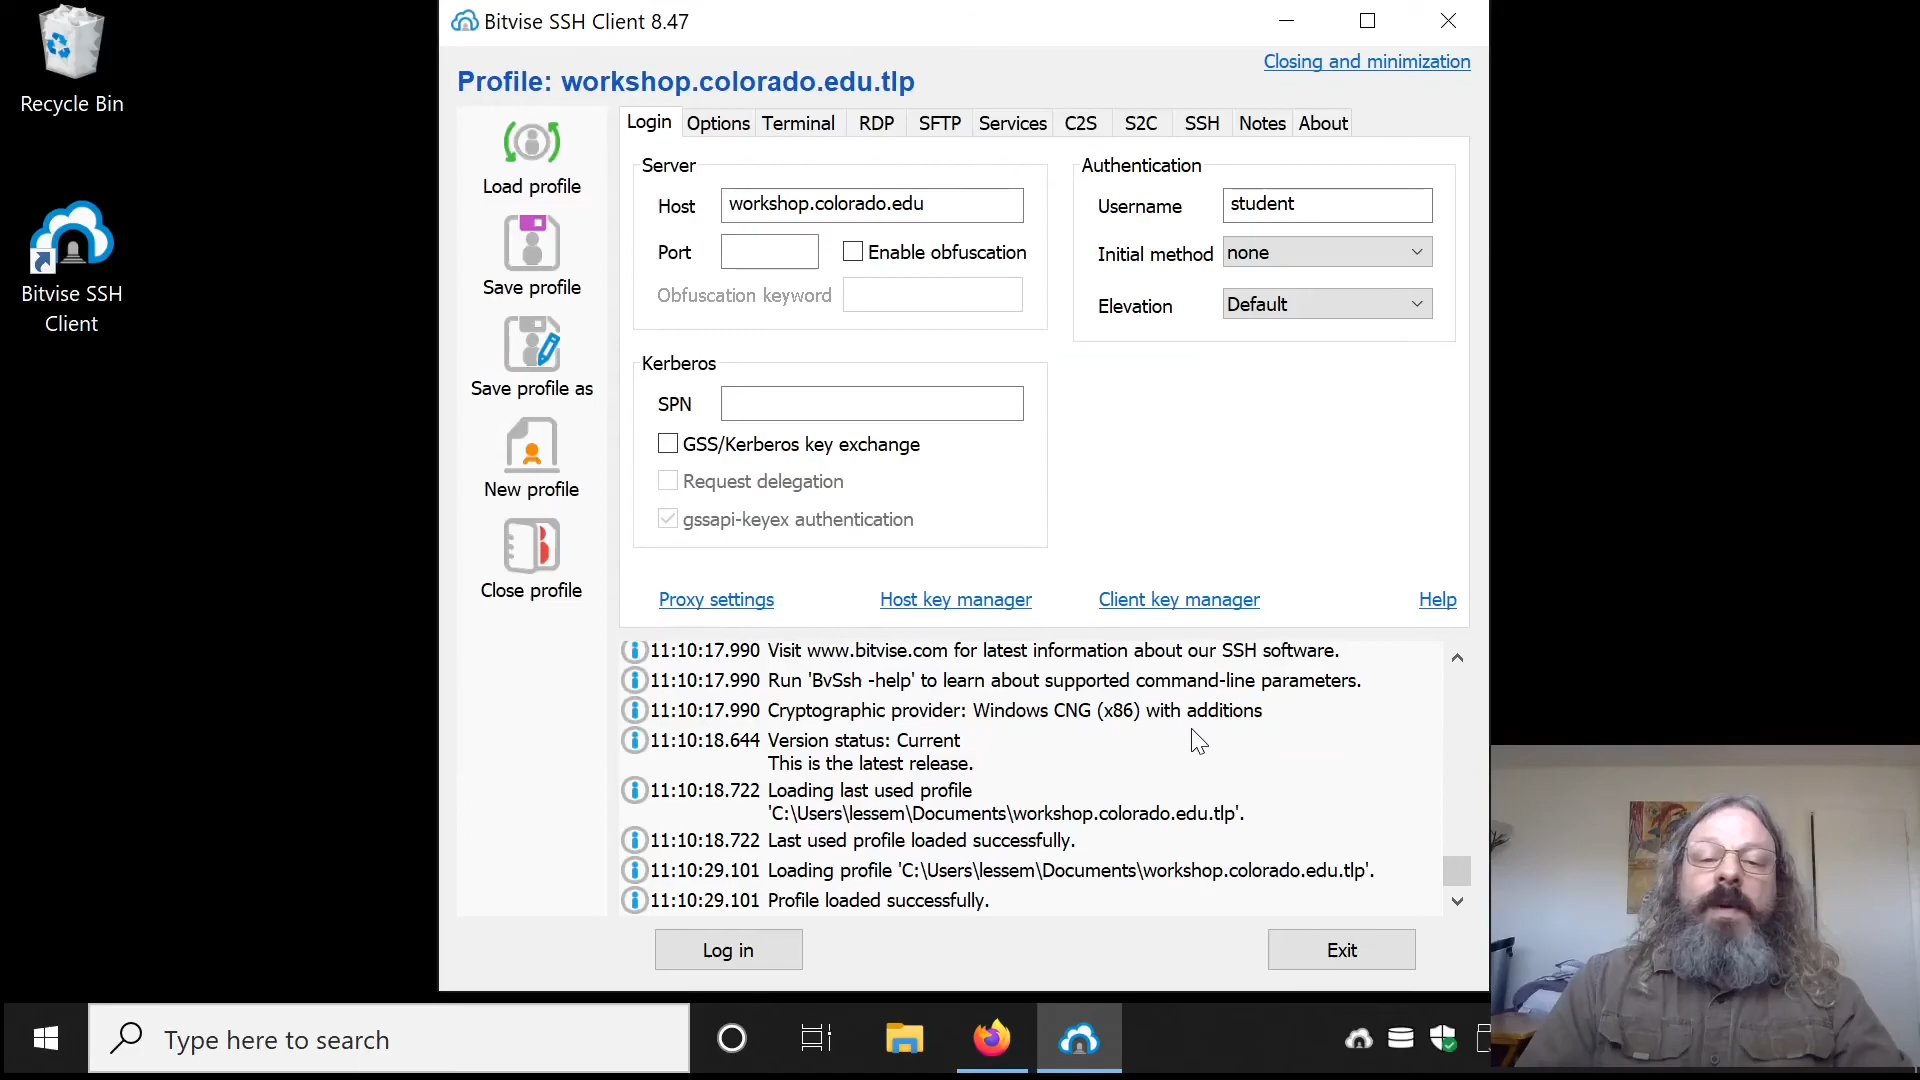 Recycle Bin
Bitvise SSH
Client
Bitvise SSH Client 8.47
Closing and minimization
Profile: workshop.colorado.edu.tlp
Load profile
Save profile
Save profile as
New profile
Close profile
Login Options Terminal RDP SFTP Services C2S S2C SSH Notes About
Server
Host workshop.colorado.edu
Port Enable obfuscation
Obfuscation keyword
Authentication
Username student
Initial method none
Elevation Default
Kerberos
SPN
GSS/Kerberos key exchange
Request delegation
gssapi-keyex authentication
Proxy settings Host key manager Client key manager Help
11:10:17.990 Visit www.bitvise.com for latest information about our SSH software.
11:10:17.990 Run 'BvSsh -help' to learn about supported command-line parameters.
11:10:17.990 Cryptographic provider: Windows CNG (x86) with additions
11:10:18.644 Version status: Current
This is the latest release.
11:10:18.722 Loading last used profile
'C:\Users\lessem\Documents\workshop.colorado.edu.tlp'.
11:10:18.722 Last used profile loaded successfully.
11:10:29.101 Loading profile 'C:\Users\lessem\Documents\workshop.colorado.edu.tlp'.
11:10:29.101 Profile loaded successfully.
Log in Exit
Type here to search